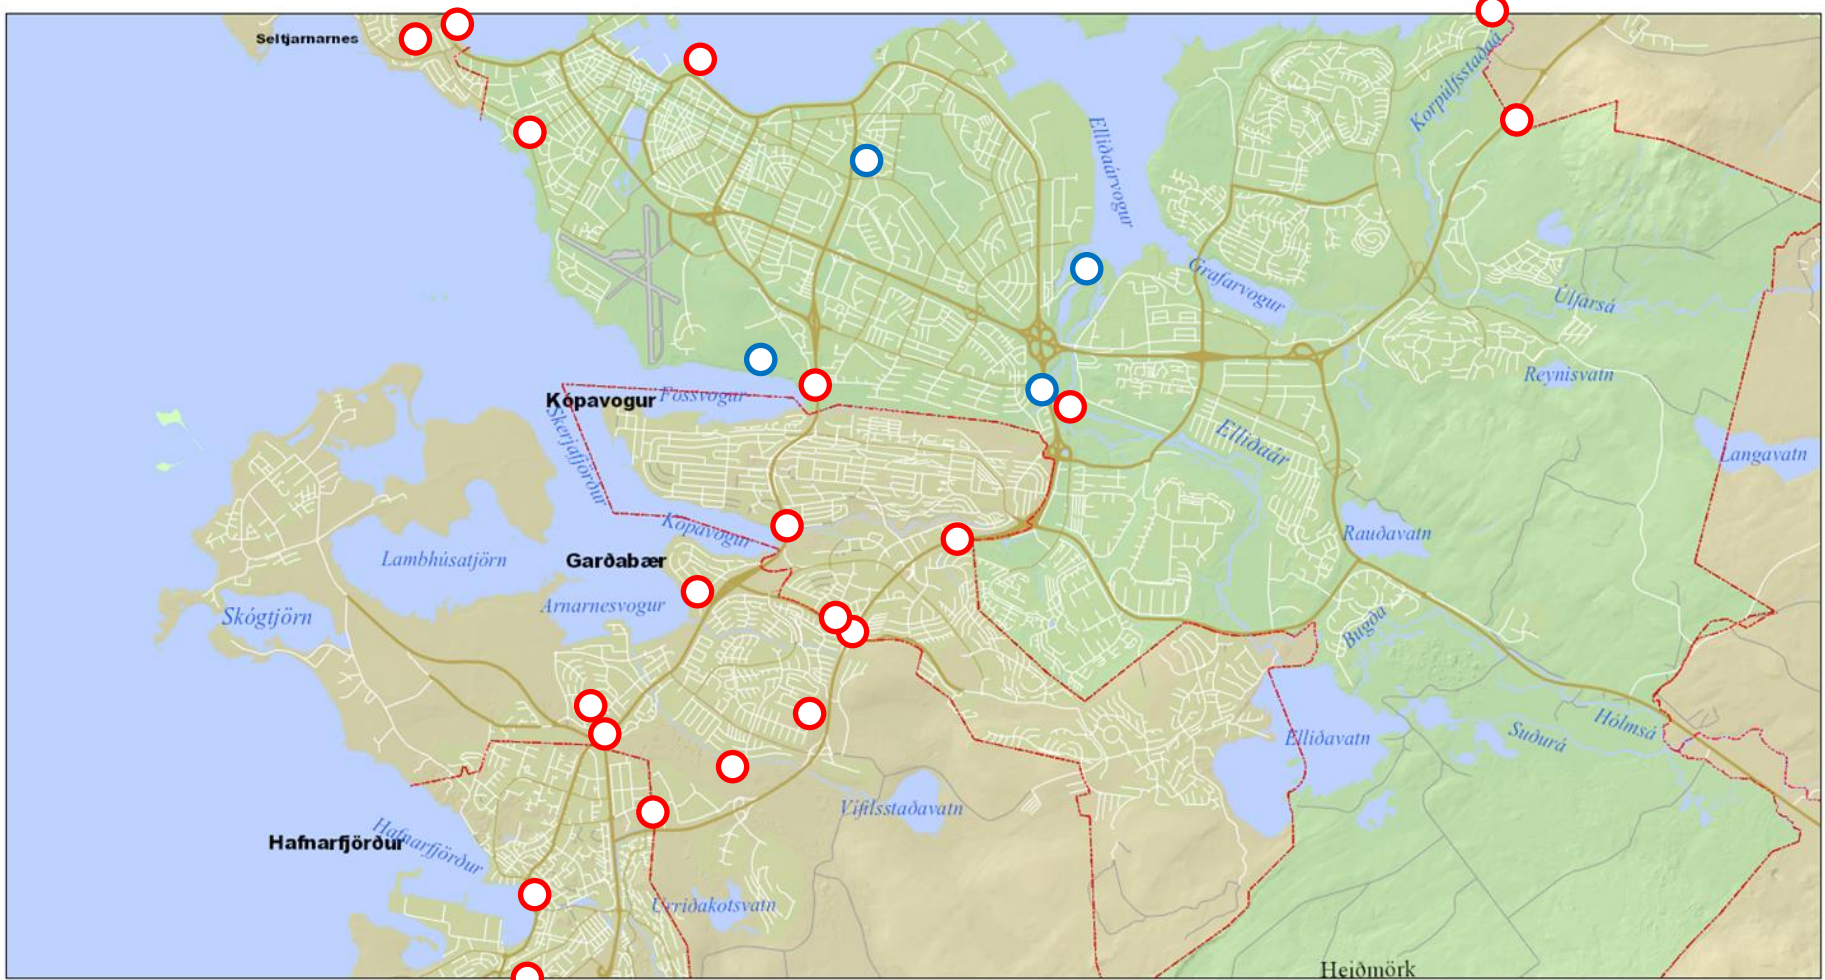 Seltjarnarnes
Korpúlfsstaðaá
Elliðaárvogur
Grafarvogur
Úlfarsá
Reynisvatn
Kópavogur
Fossvogur
Skerjafjörður
Elliðaár
Langavatn
Kópavogur
Rauðavatn
Lambhúsatjörn
Garðabær
Arnarnesvogur
Skógtjörn
Bugða
Hólmsá
Suðurá
Elliðavatn
Vífilsstaðavatn
Hafnarfjörður
Hafnarfjörður
Urriðakotsvatn
Heiðmörk